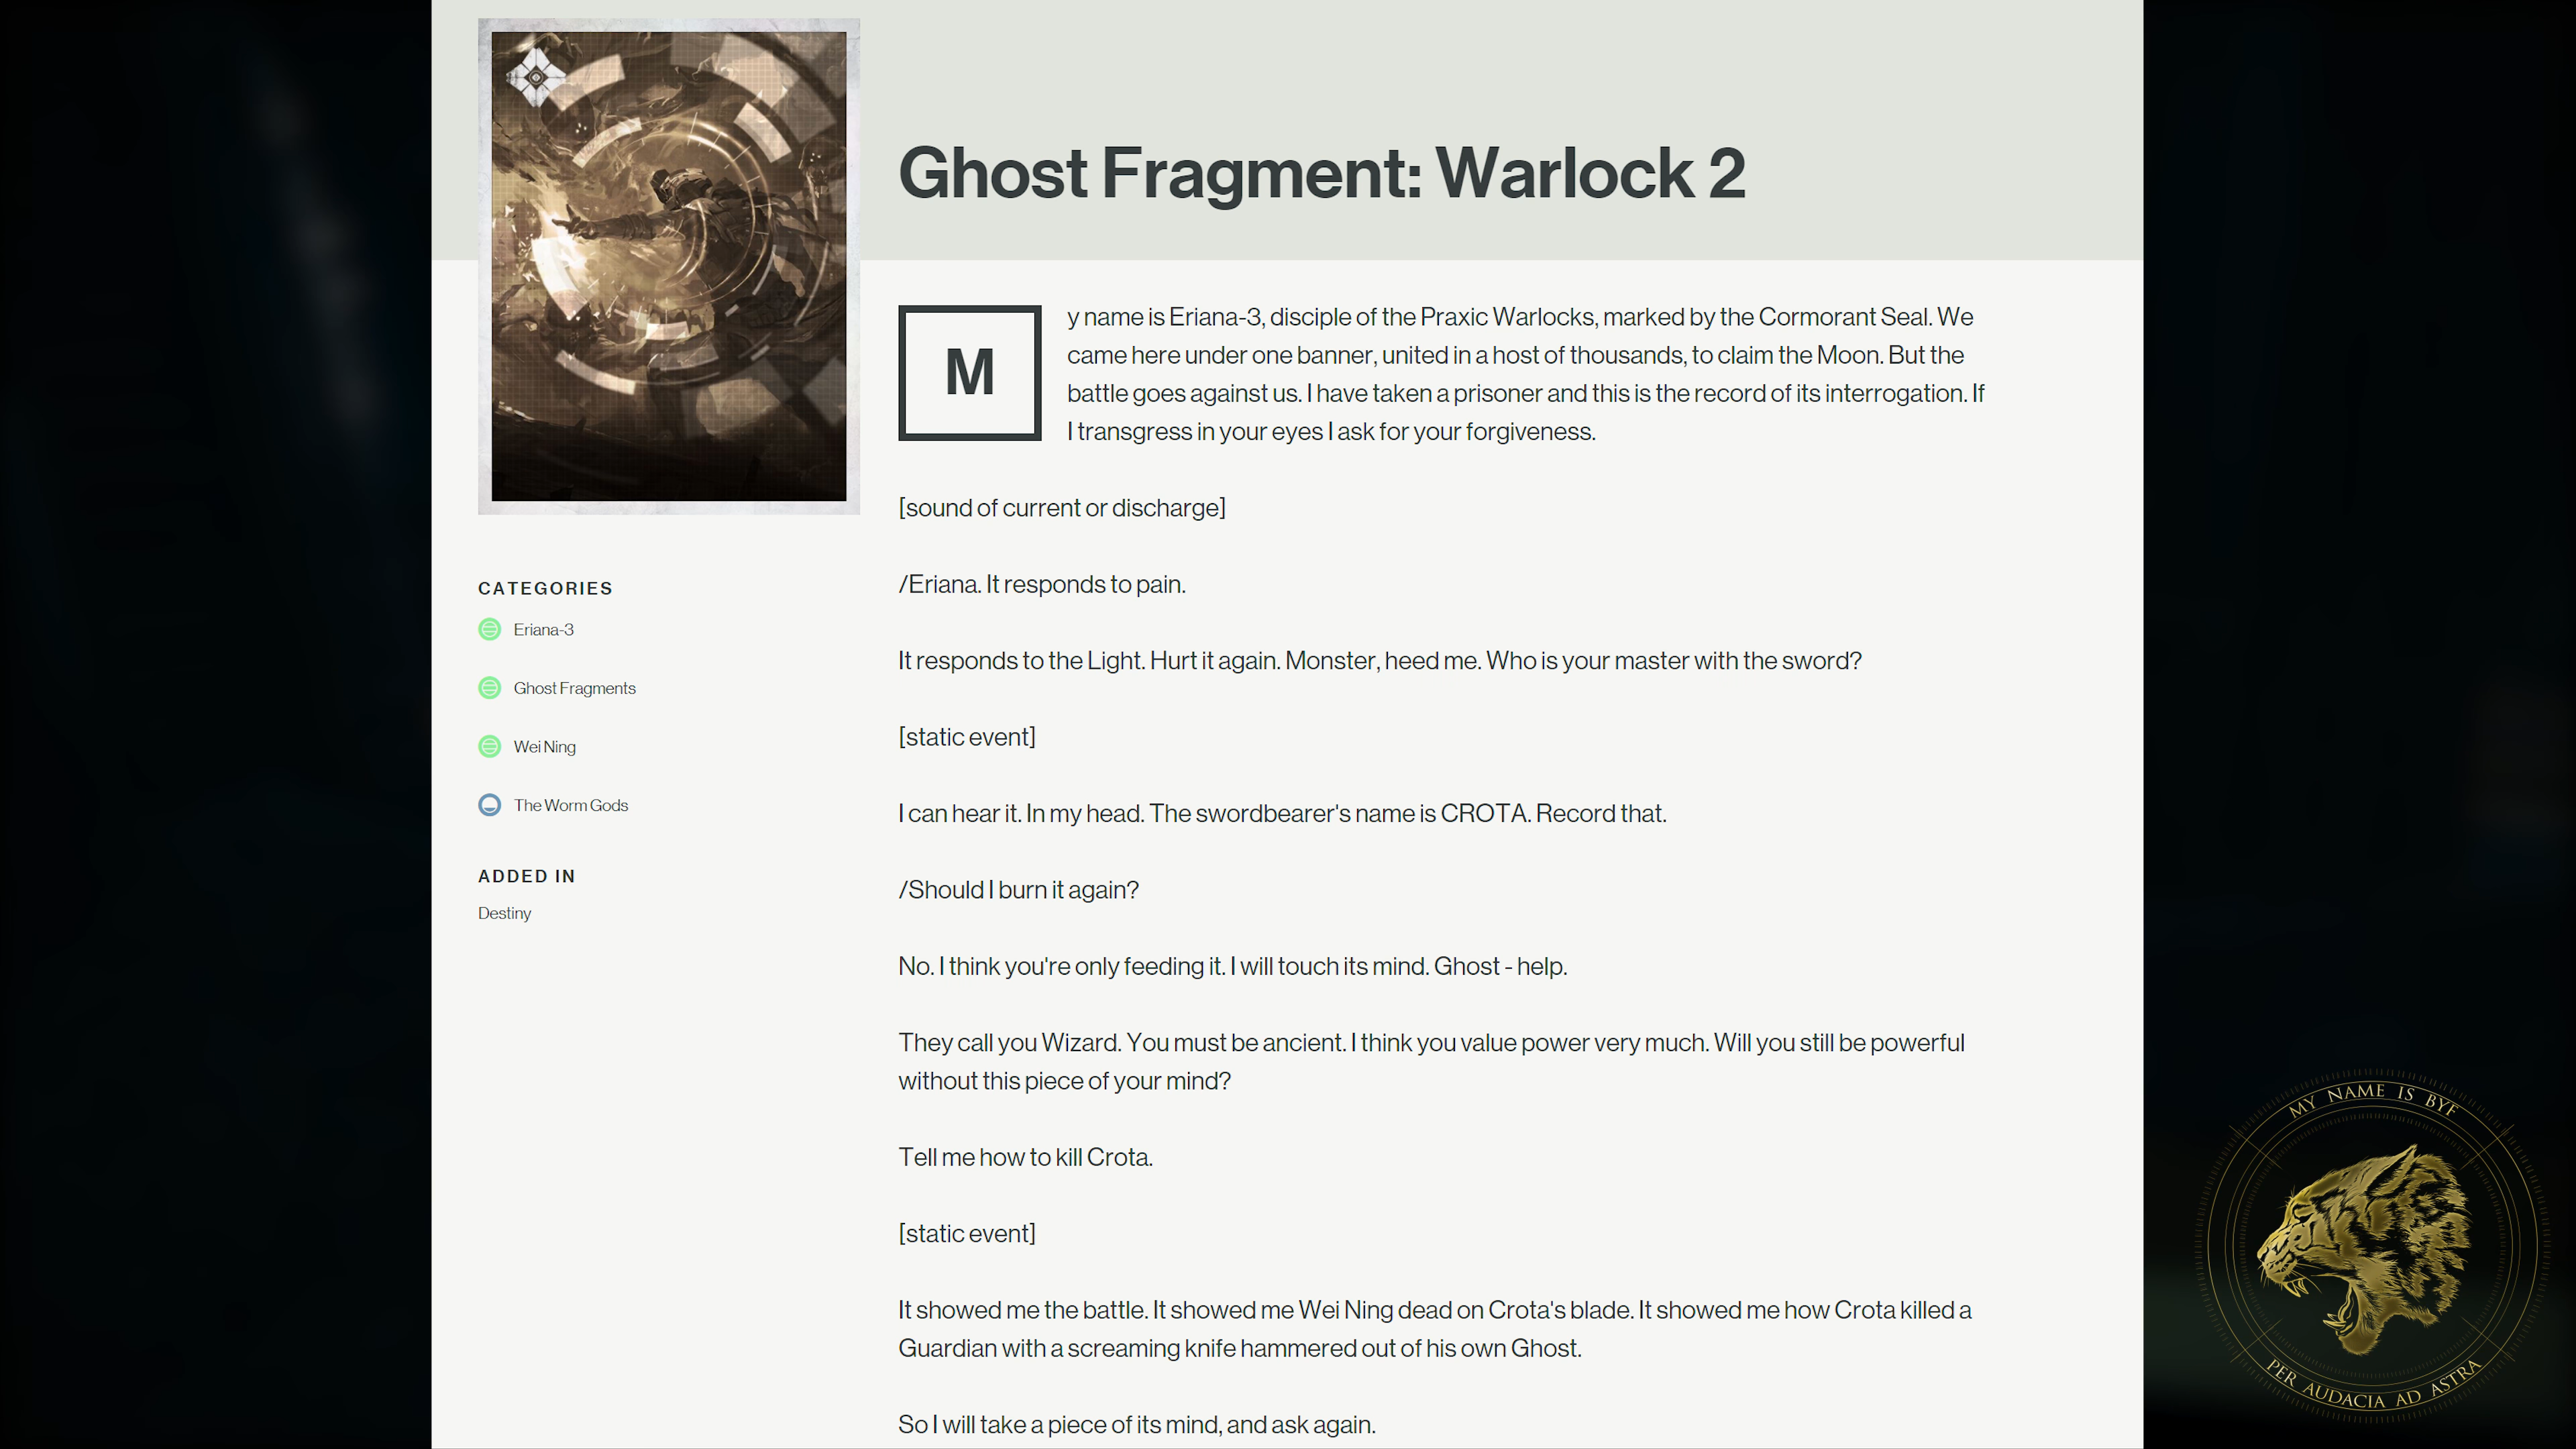 Ghost Fragment: Warlock 2
My name is Eriana-3, disciple of the Praxic Warlocks, marked by the Cormorant Seal. We
came here under one banner, united in a host of thousands, to claim the Moon. But the
battle goes against us. I have taken a prisoner and this is the record of its interrogation. If
I transgress in your eyes I ask for your forgiveness.
[sound of current or discharge]
/Eriana. It responds to pain.
It responds to the Light. Hurt it again. Monster, heed me. Who is your master with the sword?
[static event]
I can hear it. In my head. The swordbearer's name is CROTA. Record that.
/Should I burn it again?
No. I think you're only feeding it. I will touch its mind. Ghost - help.
They call you Wizard. You must be ancient. I think you value power very much. Will you still be powerful
without this piece of your mind?
Tell me how to kill Crota.
[static event]
It showed me the battle. It showed me Wei Ning dead on Crota's blade. It showed me how Crota killed a
Guardian with a screaming knife hammered out of his own Ghost.
So I will take a piece of its mind, and ask again.
CATEGORIES
Eriana-3
Ghost Fragments
Wei Ning
The Worm Gods
ADDED IN
Destiny
MY NAME IS BYF
PER AUDACIA AD ASTRA